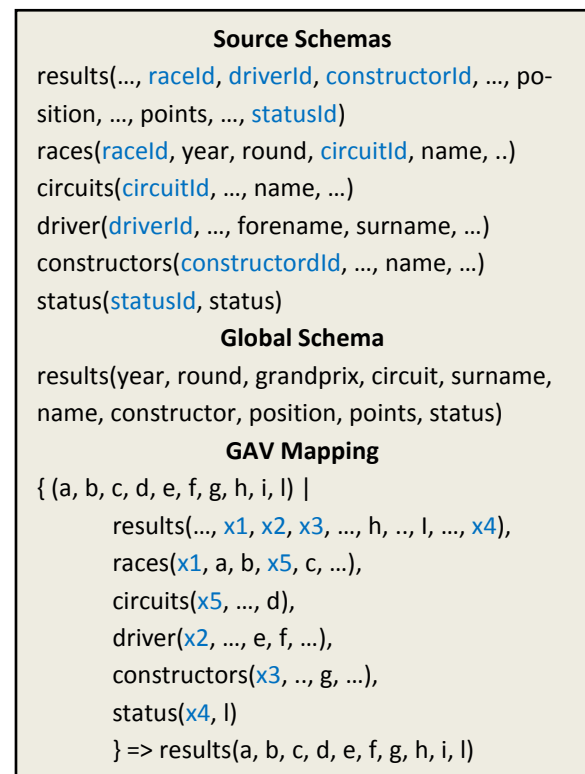 Source Schemas
results(…, raceId, driverId, constructorId, …, po-
sition, …, points, …, statusId)
races(raceId, year, round, circuitId, name, ..)
circuits(circuitId, …, name, …)
driver(driverId, …, forename, surname, …)
constructors(constructordId, …, name, …)
status(statusId, status)
Global Schema
results(year, round, grandprix, circuit, surname,
name, constructor, position, points, status)
GAV Mapping
{ (a, b, c, d, e, f, g, h, i, l) |
results(…, x1, x2, x3, …, h, .., I, …, x4),
races(x1, a, b, x5, c, …),
circuits(x5, …, d),
driver(x2, …, e, f, …),
constructors(x3, .., g, …),
status(x4, l)
} => results(a, b, c, d, e, f, g, h, i, l)